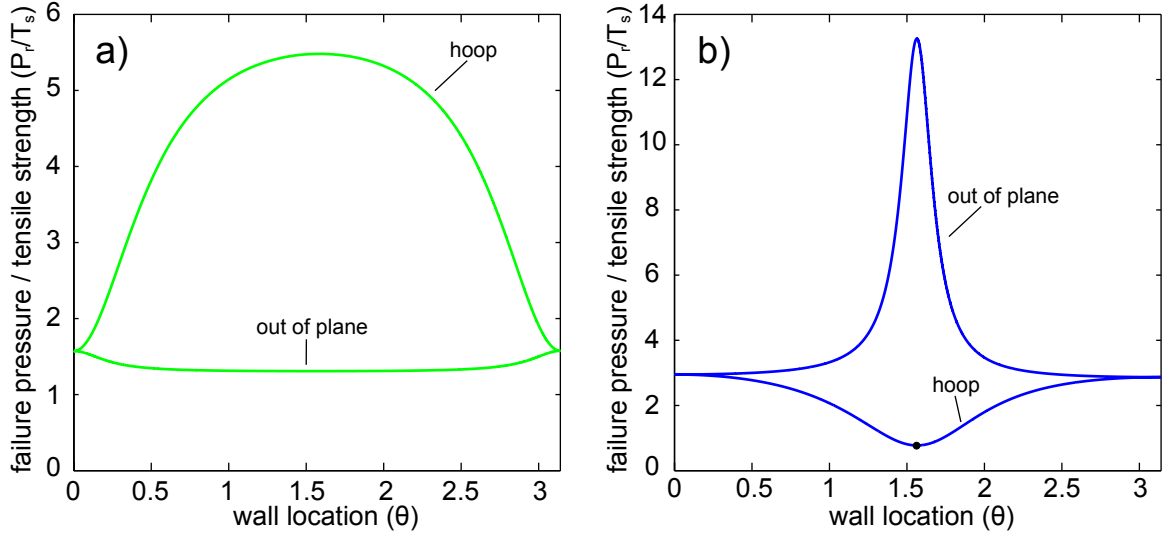 a)
failure pressure / tensile strength (Pr/Ts)
6
5
4
3
2
1
0
hoop
out of plane
0
0.5
1
1.5
2
2.5
3
wall location (θ)
b)
failure pressure / tensile strength (Pr/Ts)
14
12
10
8
6
4
2
0
out of plane
hoop
0
0.5
1
1.5
2
2.5
3
wall location (θ)